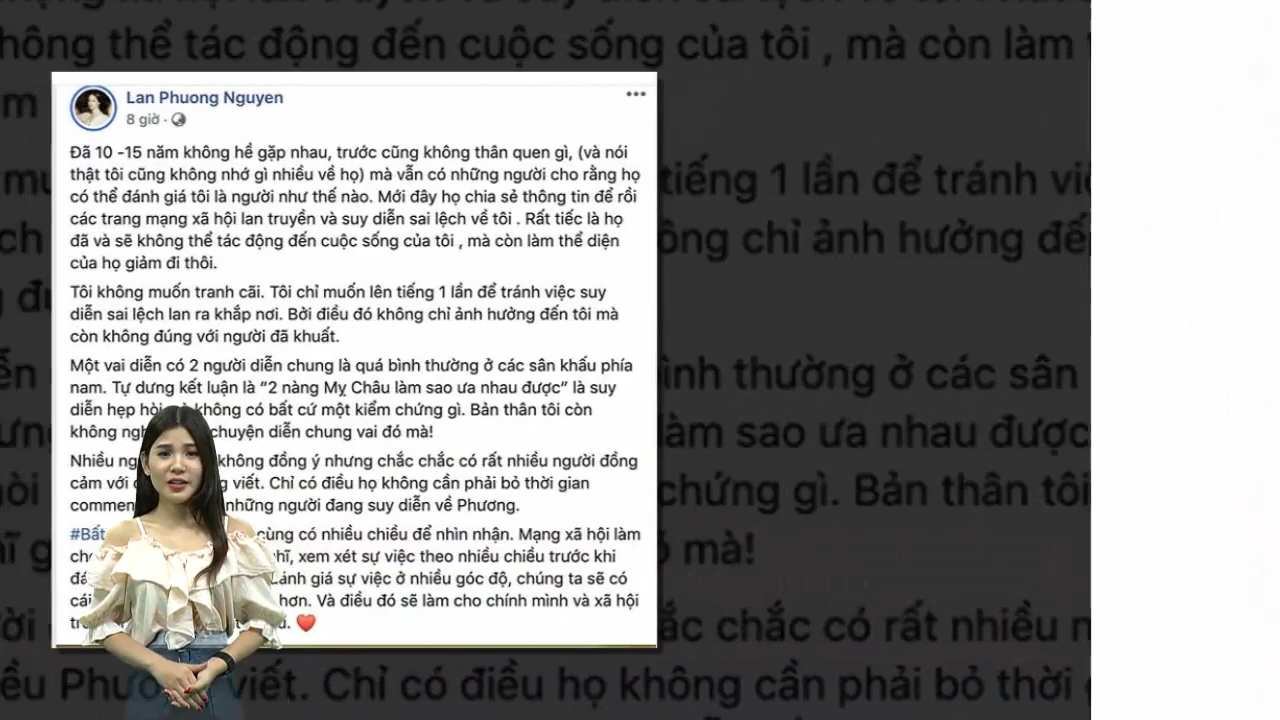 Lan Phuong Nguyen
8 giờ ·
Đã 10 -15 năm không hề gặp nhau, trước cũng không thân quen gì, (và nói
thật tôi cũng không nhớ gì nhiều về họ) mà vẫn có những người cho rằng họ
có thể đánh giá tôi là người như thế nào. Mới đây họ chia sẻ thông tin để rồi
các trang mạng xã hội lan truyền và suy diễn sai lệch về tôi . Rất tiếc là họ
đã và sẽ không thể tác động đến cuộc sống của tôi , mà còn làm thể diện
của họ giảm đi thôi.
Tôi không muốn tranh cãi. Tôi chỉ muốn lên tiếng 1 lần để tránh việc suy
diễn sai lệch lan ra khắp nơi. Bởi điều đó không chỉ ảnh hưởng đến tôi mà
còn không đúng với người đã khuất.
Một vai diễn có 2 người diễn chung là quá bình thường ở các sân khấu phía
nam. Tự dưng kết luận là “2 nàng Mỵ Châu làm sao ưa nhau được” là suy
diễn hẹp hòi không có bất cứ một kiểm chứng gì. Bản thân tôi còn
không chuyện diễn chung vai đó mà!
Nhiều không đồng ý nhưng chắc chắc có rất nhiều người đồng
cảm với viết. Chỉ có điều họ không cần phải bỏ thời gian
những người đang suy diễn về Phương.
#Bất cùng có nhiều chiều để nhìn nhận. Mạng xã hội làm
xem xét sự việc theo nhiều chiều trước khi
sự việc ở nhiều góc độ, chúng ta sẽ có
cái hơn. Và điều đó sẽ làm cho chính mình và xã hội
hông thể tác động đến cuộc sống của tôi , mà còn làm
tiếng 1 lần để tránh
chỉ ảnh hưởng
bình thường ở các sân
làm sao ưa nhau được
chứng gì. Bản thân tôi
mà!
chắc có rất nhiều
viết. Chỉ có điều họ không cần phải bỏ thời